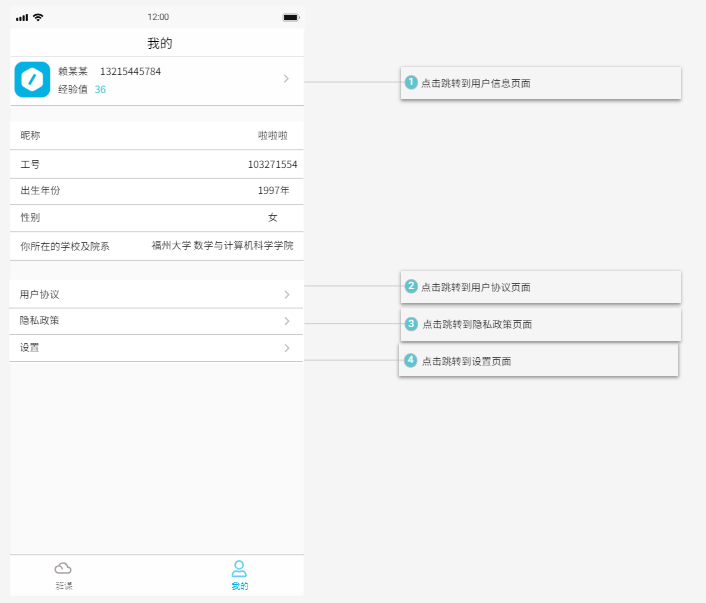 12:00
我的
赖某某 13215445784
经验值 36
1 点击跳转到用户信息页面
昵称 啦啦啦
工号 103271554
出生年份 1997年
性别 女
你所在的学校及院系 福州大学 数学与计算机科学学院
用户协议
2 点击跳转到用户协议页面
隐私政策
3 点击跳转到隐私政策页面
设置
4 点击跳转到设置页面
班课 我的